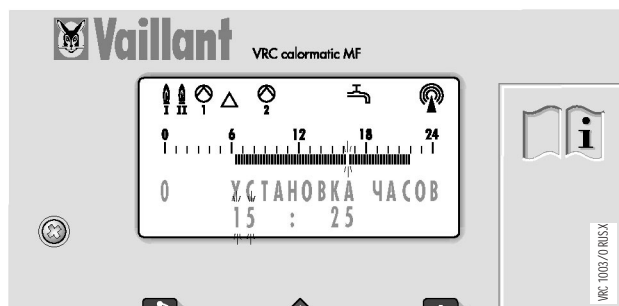 Vaillant
VRC calormatic MF
I II 1 2
0 6 12 18 24
0 УСТАНОВКА ЧАСОВ
15 : 25
i
VRC 1003/0 RUS X